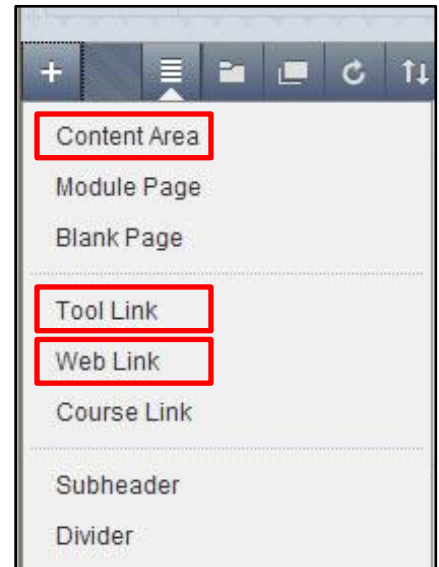 Content Area
Module Page
Blank Page
Tool Link
Web Link
Course Link
Subheader
Divider